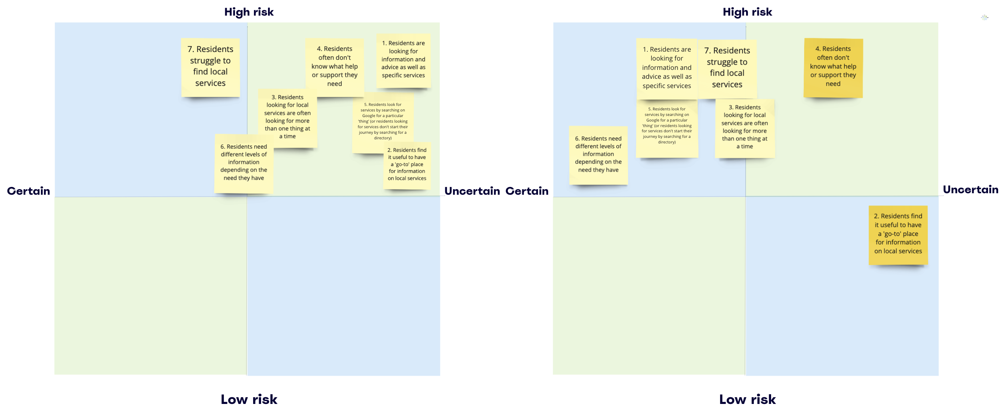 High risk
7. Residents
struggle to
find local
services
4. Residents
often don't
know what help
or support they
need
1. Residents are
looking for
information and
advice as well as
specific services
3. Residents
looking for local
services are often
looking for more
than one thing at
a time
5. Residents look for
services by searching on
Google for a particular
'thing' (or residents looking
for services don't start their
journey by searching for a
directory)
6. Residents need
different levels of
information
depending on the
need they have
2. Residents find
it useful to have
a 'go-to' place
for information
on local services
Certain
Uncertain
Low risk
High risk
1. Residents are
looking for
information and
advice as well as
specific services
7. Residents
struggle to
find local
services
4. Residents
often don't
know what help
or support they
need
5. Residents look for
services by searching on
Google for a particular
'thing' (or residents looking
for services don't start their
journey by searching for a
directory)
3. Residents
looking for local
services are often
looking for more
than one thing at
a time
6. Residents need
different levels of
information
depending on the
need they have
Certain
Uncertain
2. Residents find
it useful to have
a 'go-to' place
for information
on local services
Low risk